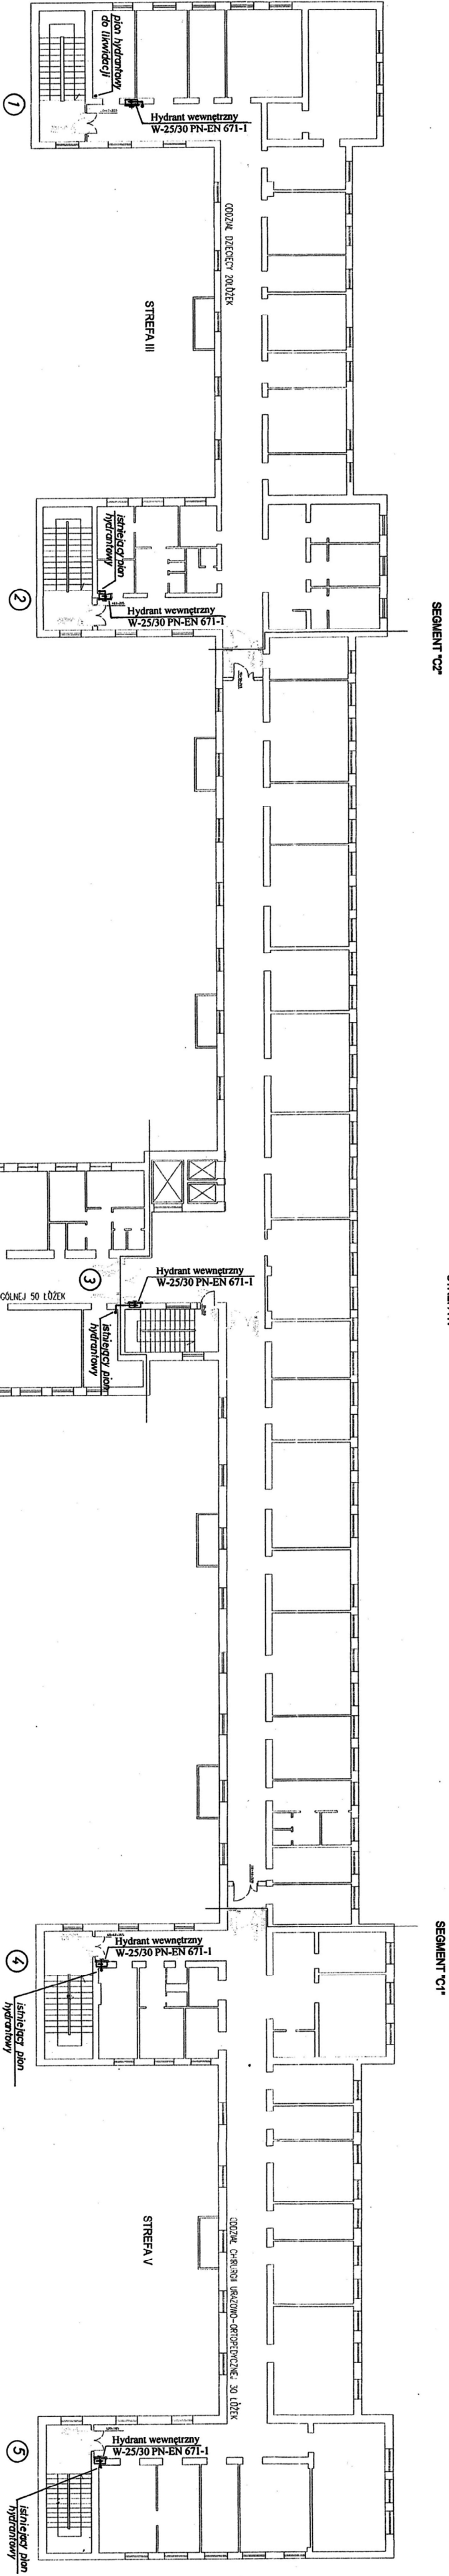 pion hydrantowy
do likwidacji
Hydrant wewnętrzny
W-25/30 PN-EN 671-1
1
ODDZIAŁ DZIECIĘCY 20ŁÓŻEK
STREFA III
istniejący pion
hydrantowy
Hydrant wewnętrzny
W-25/30 PN-EN 671-1
2
SEGMENT "C2"
Hydrant wewnętrzny
W-25/30 PN-EN 671-1
3
GÓLNEJ 50 ŁÓŻEK
istniejący pion
hydrantowy
SEGMENT "C1"
Hydrant wewnętrzny
W-25/30 PN-EN 671-1
4
istniejący pion
hydrantowy
STREFA V
ODDZIAŁ CHIRURGII URAZOWO-ORTOPEDYCZNEJ 30 ŁÓŻEK
Hydrant wewnętrzny
W-25/30 PN-EN 671-1
5
istniejący pion
hydrantowy